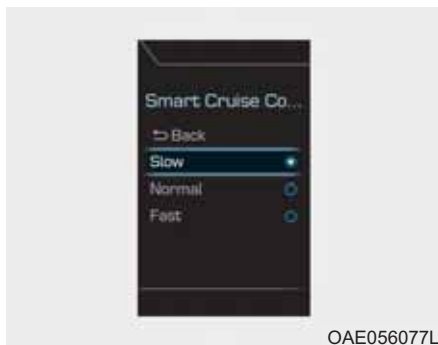 Smart Cruise Co...
Back
Slow
Normal
Fast
OAE056077L